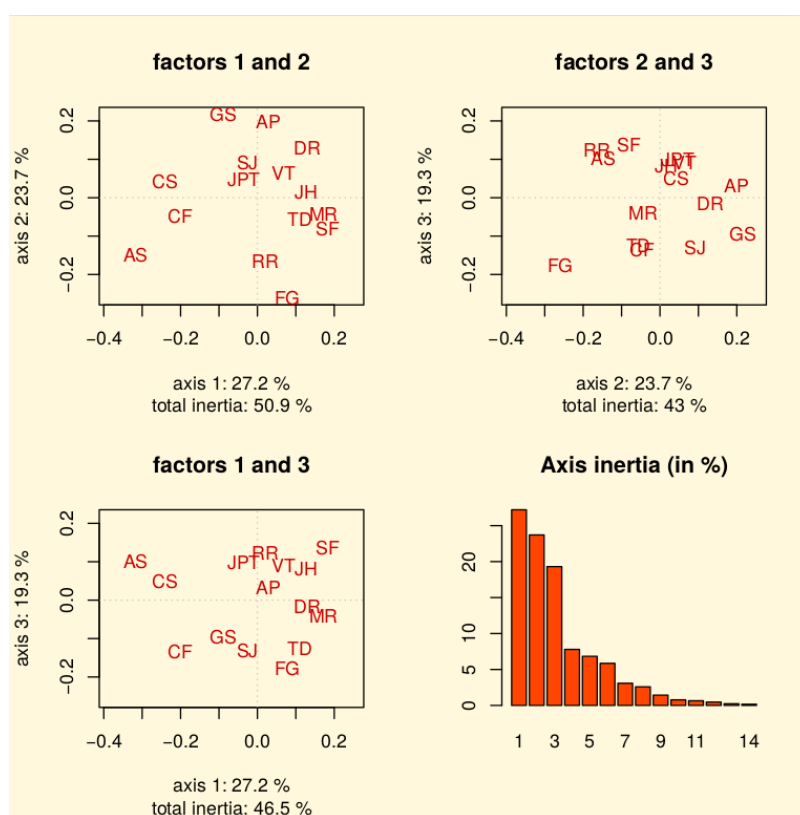 factors 1 and 2
GS
AP
DR
SJ
VT
JPT
CS
JH
CF
TD
MR
SF
AS
RR
FG
0.2
0.0
−0.2
axis 2: 23.7 %
−0.4
−0.2
0.0
0.2
axis 1: 27.2 %
total inertia: 50.9 %
factors 2 and 3
RR
SF
AS
JPT
VT
JH
CS
AP
DR
MR
GS
TD
CF
SJ
FG
0.2
0.0
−0.2
axis 3: 19.3 %
−0.4
−0.2
0.0
0.2
axis 2: 23.7 %
total inertia: 43 %
factors 1 and 3
AS
CS
JPT
RR
VT
JH
SF
AP
DR
MR
GS
CF
SJ
TD
FG
0.2
0.0
−0.2
axis 3: 19.3 %
−0.4
−0.2
0.0
0.2
axis 1: 27.2 %
total inertia: 46.5 %
Axis inertia (in %)
20
10
5
0
1 3 5 7 9 11 14